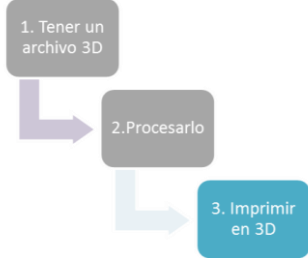 1. Tener un
archivo 3D
2.Procesarlo
3. Imprimir
en 3D